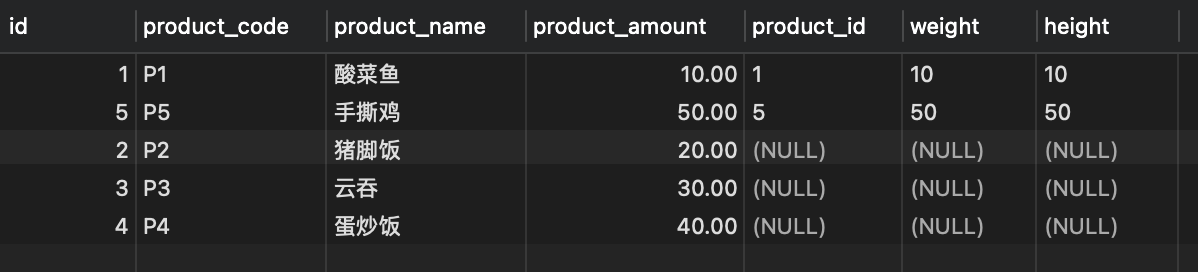 id product_code product_name product_amount product_id weight height
1 P1 酸菜鱼 10.00 1 10 10
5 P5 手撕鸡 50.00 5 50 50
2 P2 猪脚饭 20.00 (NULL) (NULL) (NULL)
3 P3 云吞 30.00 (NULL) (NULL) (NULL)
4 P4 蛋炒饭 40.00 (NULL) (NULL) (NULL)